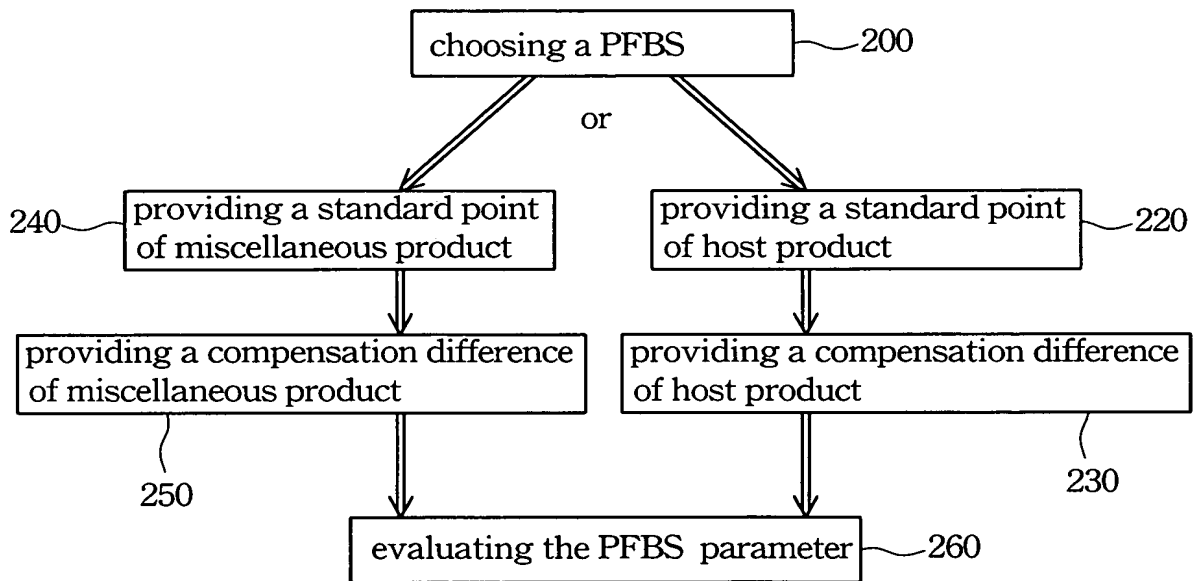 choosing a PFBS
200
or
240
providing a standard point
of miscellaneous product
providing a standard point
of host product
220
providing a compensation difference
of miscellaneous product
providing a compensation difference
of host product
250
230
evaluating the PFBS parameter
260